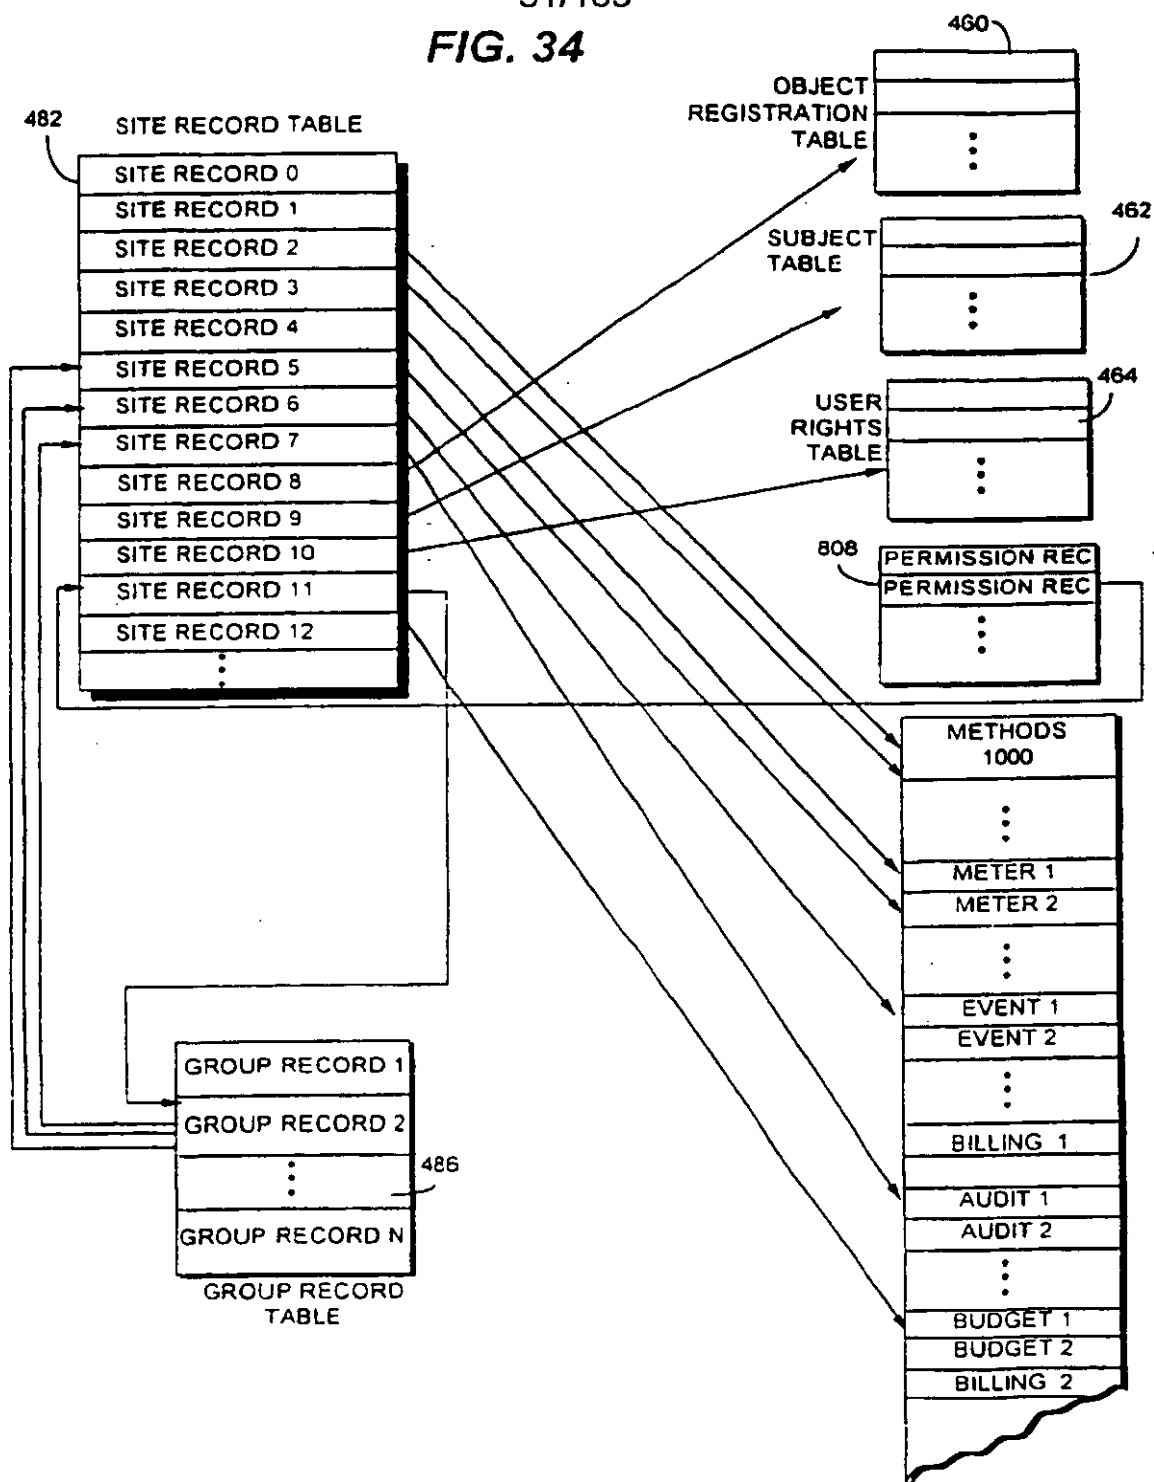 FIG. 34
460
OBJECT
REGISTRATION
TABLE
482
SITE RECORD TABLE
SITE RECORD 0
SITE RECORD 1
SITE RECORD 2
SITE RECORD 3
SITE RECORD 4
SITE RECORD 5
SITE RECORD 6
SITE RECORD 7
SITE RECORD 8
SITE RECORD 9
SITE RECORD 10
SITE RECORD 11
SITE RECORD 12
462
SUBJECT
TABLE
464
USER
RIGHTS
TABLE
808
PERMISSION REC
PERMISSION REC
METHODS
1000
METER 1
METER 2
EVENT 1
EVENT 2
BILLING 1
AUDIT 1
AUDIT 2
BUDGET 1
BUDGET 2
BILLING 2
GROUP RECORD 1
GROUP RECORD 2
486
GROUP RECORD N
GROUP RECORD
TABLE